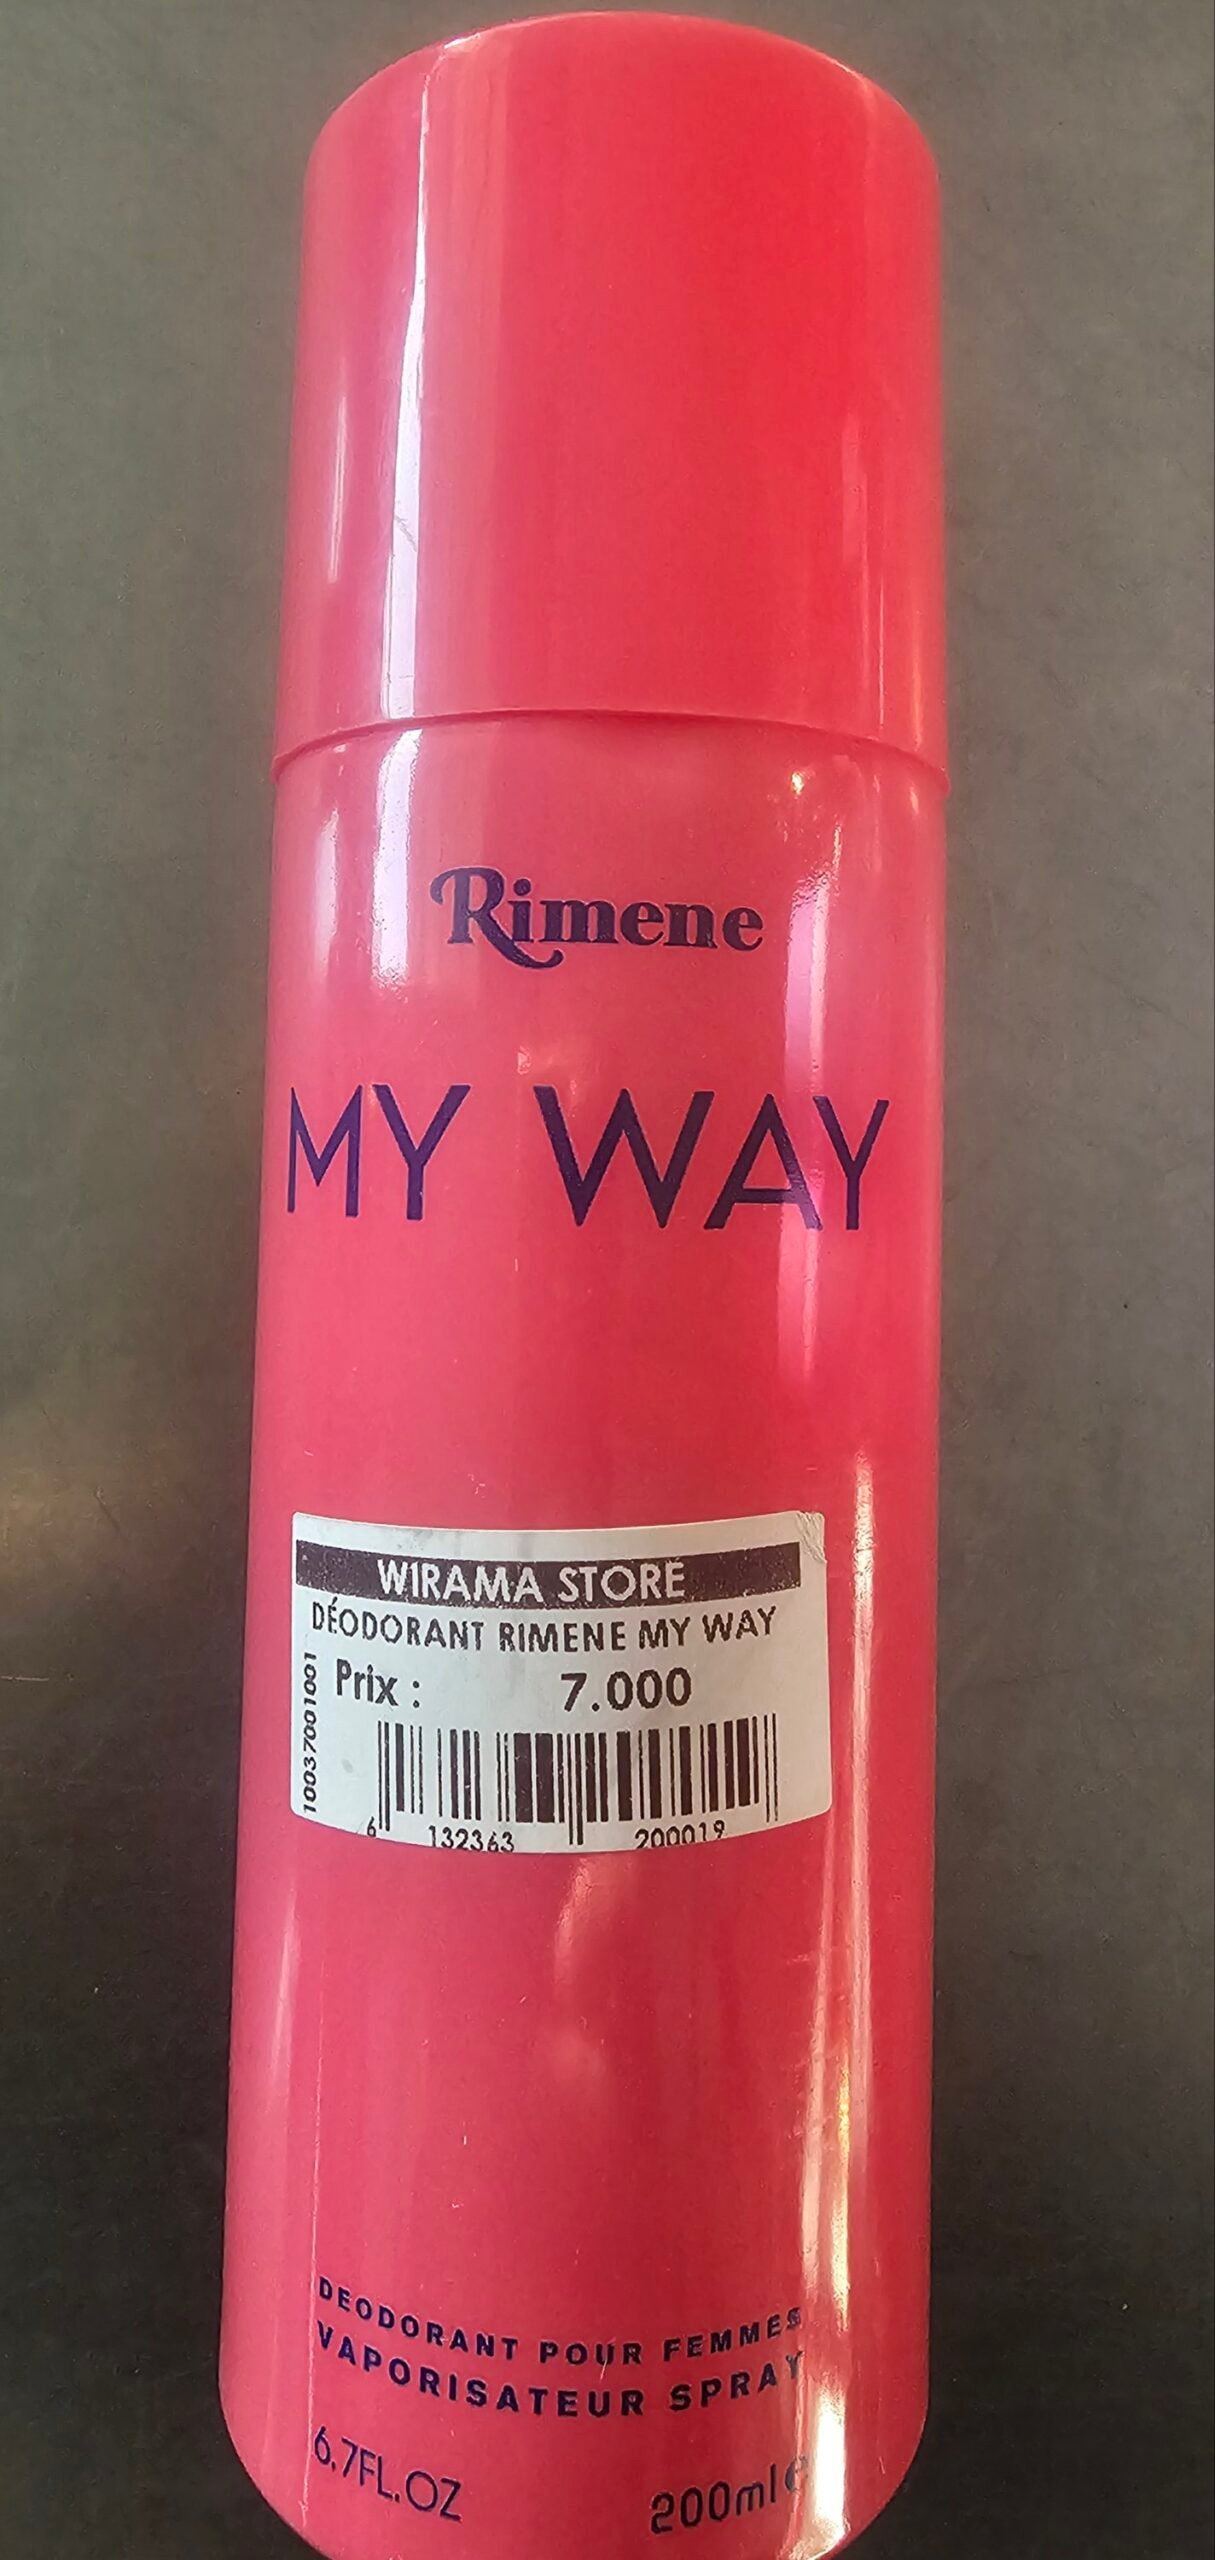 Rimene
MY WAY
WIRAMA STORE
DÉODORANT RIMENE MY WAY
Prix : 7.000
10037001001
6 132363 200019
DEODORANT POUR FEMMES
VAPORISATEUR SPRAY
6.7FL.OZ 200ml e